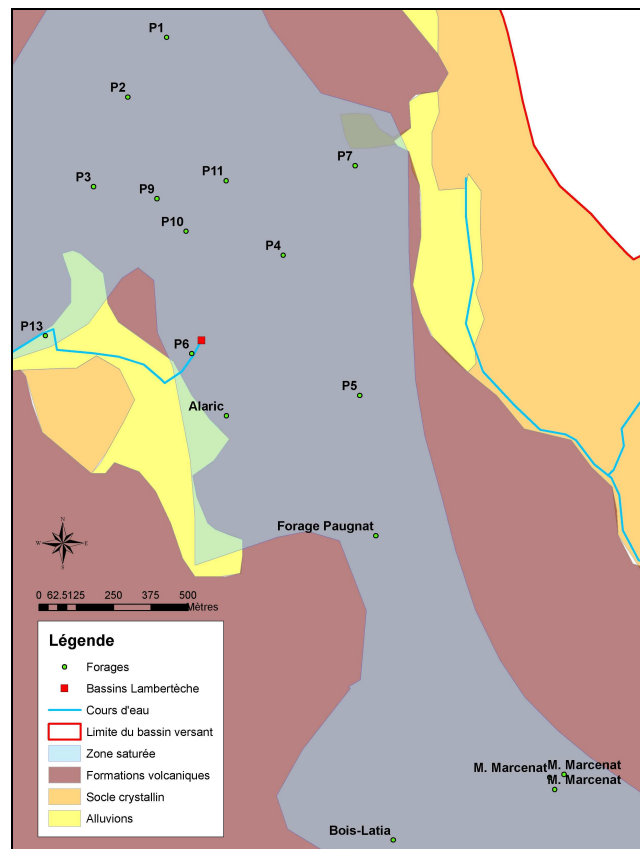 P1
P2
P7
P11
P3
P9
P10
P4
P13
P6
P5
Alaric
Forage Paugnat
N
W E
S
0 62.5125 250 375 500
Mètres
Légende
Forages
Bassins Lambertèche
Cours d'eau
Limite du bassin versant
Zone saturée
Formations volcaniques
Socle crystallin
Alluvions
M. Marcenat
M. Marcenat
M. Marcenat
Bois-Latia